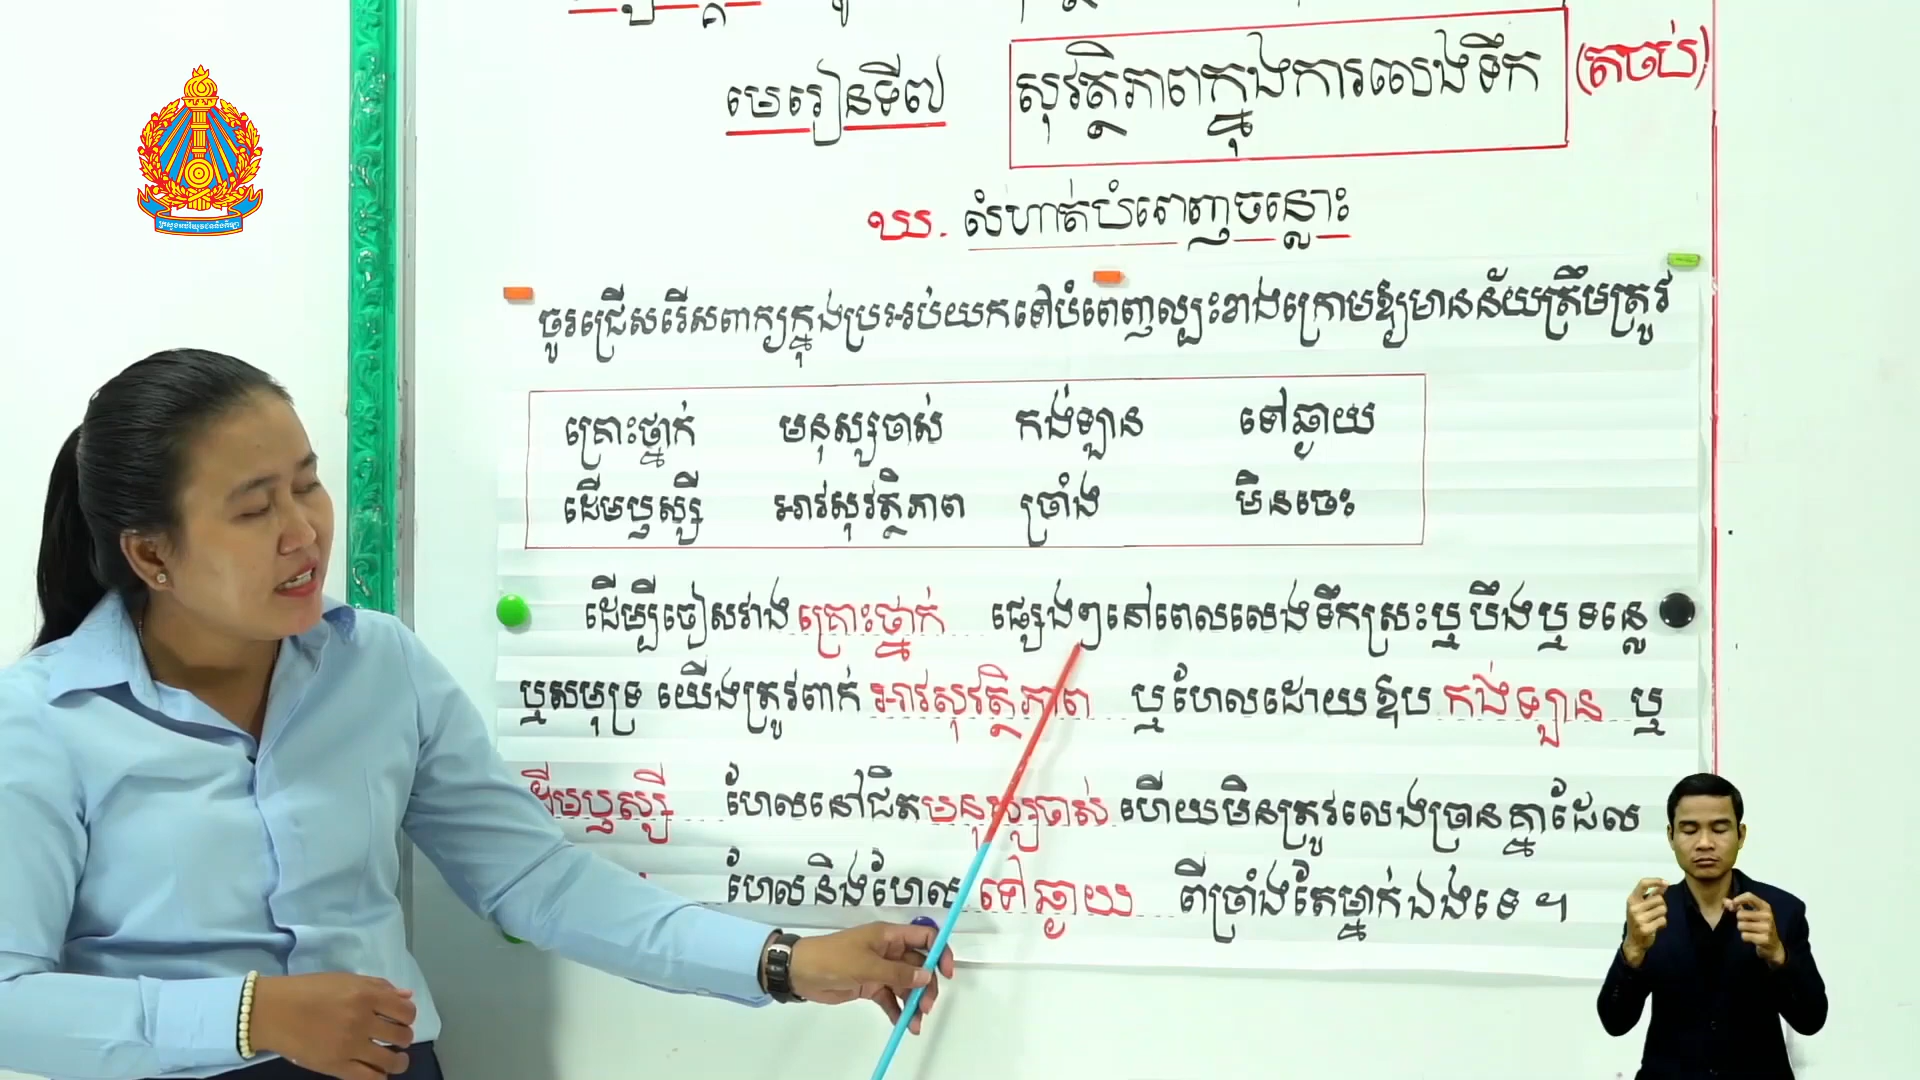 មេរៀនទី៧ សុវត្ថិភាពក្នុងការលេងទឹក (តចប់)
ឃ. លំហាត់បំពេញចន្លោះ
ចូរជ្រើសរើសពាក្យក្នុងប្រអប់យកទៅបំពេញល្បះខាងក្រោមឱ្យមានន័យត្រឹមត្រូវ
គ្រោះថ្នាក់ មនុស្សចាស់ កង់ឡាន ទៅឆ្ងាយ
ដើមឬស្សី អាវសុវត្ថិភាព ច្រាំង មិនចេះ
ដើម្បីចៀសវាងគ្រោះថ្នាក់ ផ្សេងៗនៅពេលលេងទឹកស្រះឬបឹងឬទន្លេ
ឬសមុទ្រ យើងត្រូវពាក់ អាវសុវត្ថិភាព ឬហែលដោយឱប កង់ឡាន ឬ
ដើមឬស្សី ហែលនៅជិតមនុស្សចាស់ ហើយមិនត្រូវលេងច្រានគ្នាដែល
ហែល និងហែល ទៅឆ្ងាយ ពីច្រាំងតែម្នាក់ឯងទេ ។